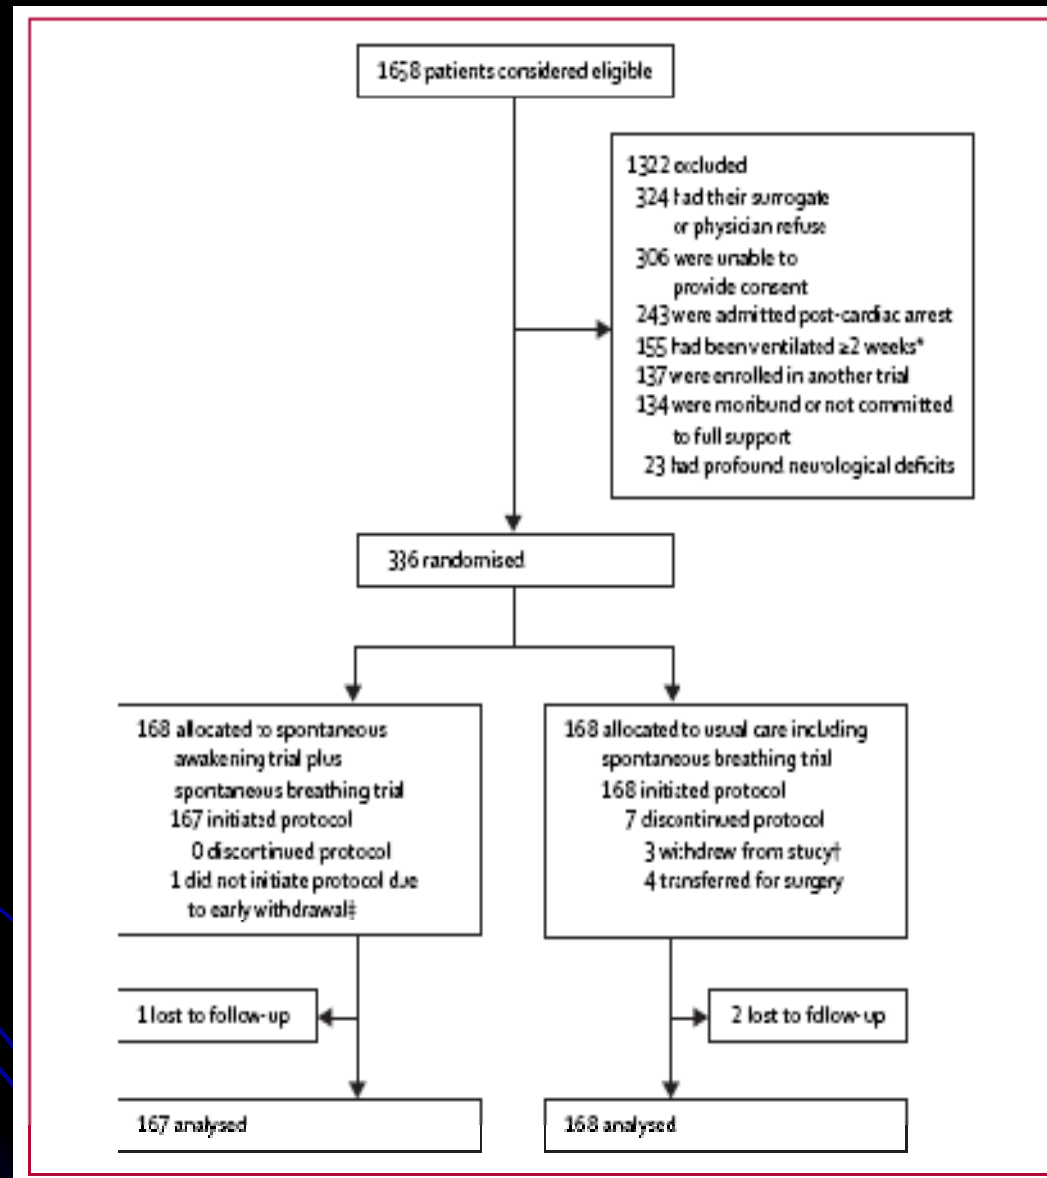 1658 patients considered eligible
1322 excluded
324 had their surrogate
or physician refuse
306 were unable to
provide consent
243 were admitted post-cardiac arrest
155 had been ventilated ≥2 weeks*
137 were enrolled in another trial
134 were moribund or not committed
to full support
23 had profound neurological deficits
336 randomised
168 allocated to spontaneous
awakening trial plus
spontaneous breathing trial
167 initiated protocol
0 discontinued protocol
1 did not initiate protocol due
to early withdrawal‡
168 allocated to usual care including
spontaneous breathing trial
168 initiated protocol
7 discontinued protocol
3 withdrew from study†
4 transferred for surgery
1 lost to follow-up
2 lost to follow-up
167 analysed
168 analysed